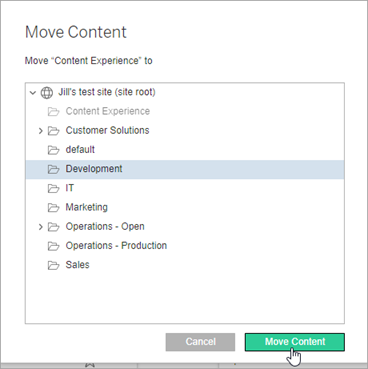 Move Content
Move “Content Experience” to
Jill's test site (site root)
Content Experience
Customer Solutions
default
Development
IT
Marketing
Operations - Open
Operations - Production
Sales
Cancel
Move Content